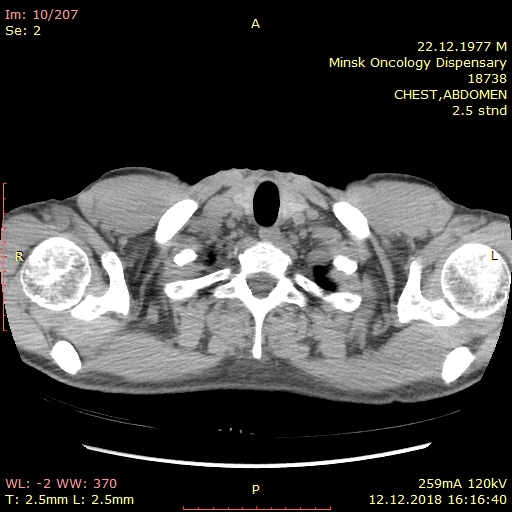 Im: 10/207
Se: 2
A
22.12.1977 M
Minsk Oncology Dispensary
18738
CHEST,ABDOMEN
2.5 stnd
R
L
WL: -2 WW: 370
T: 2.5mm L: 2.5mm
P
259mA 120kV
12.12.2018 16:16:40